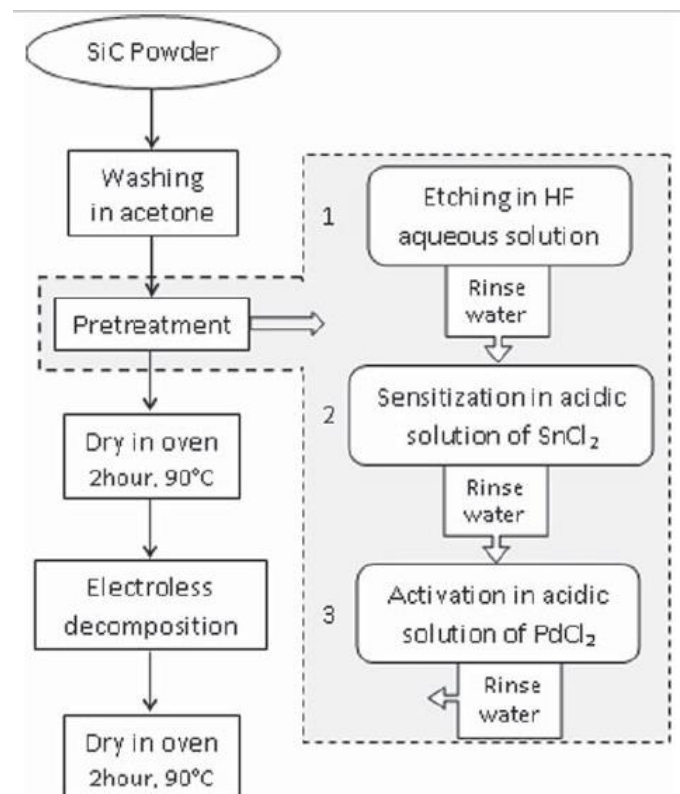 SiC Powder
Washing
in acetone
Pretreatment
Dry in oven
2hour, 90°C
Electroless
decomposition
Dry in oven
2hour, 90°C
1
Etching in HF
aqueous solution
Rinse
water
2
Sensitization in acidic
solution of SnCl₂
Rinse
water
3
Activation in acidic
solution of PdCl₂
Rinse
water